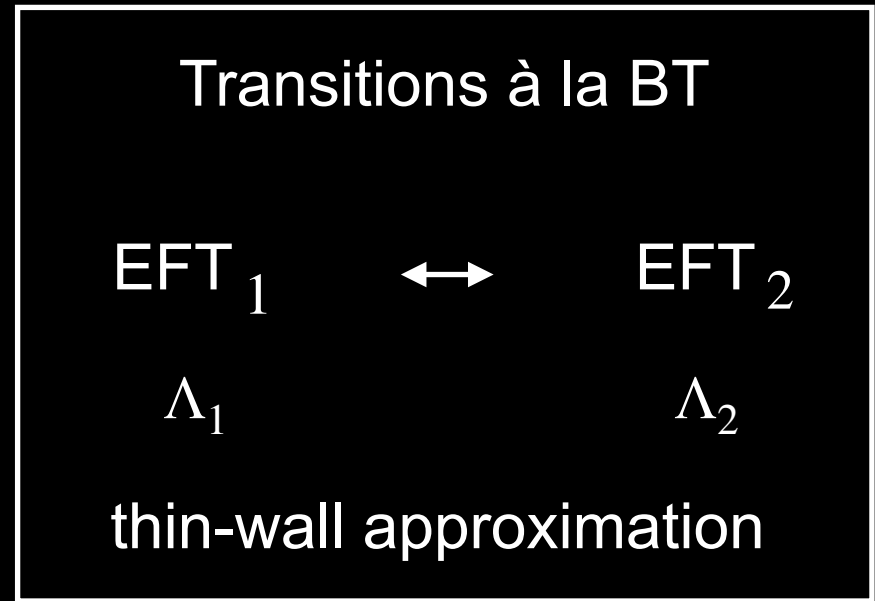 Transitions à la BT
EFT₁ ↔ EFT₂
Λ₁ Λ₂
thin-wall approximation